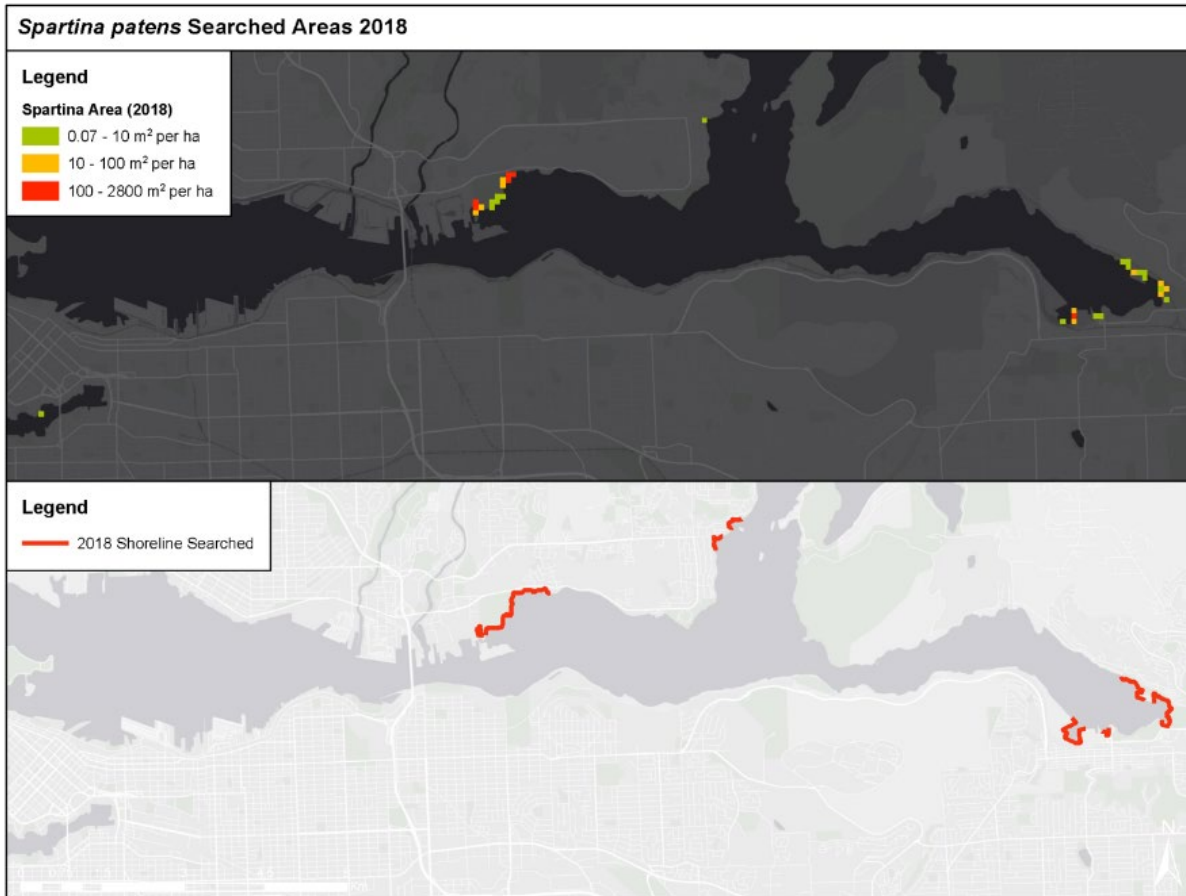 Spartina patens Searched Areas 2018
Legend
Spartina Area (2018)
0.07 - 10 m² per ha
10 - 100 m² per ha
100 - 2800 m² per ha
Legend
2018 Shoreline Searched
N